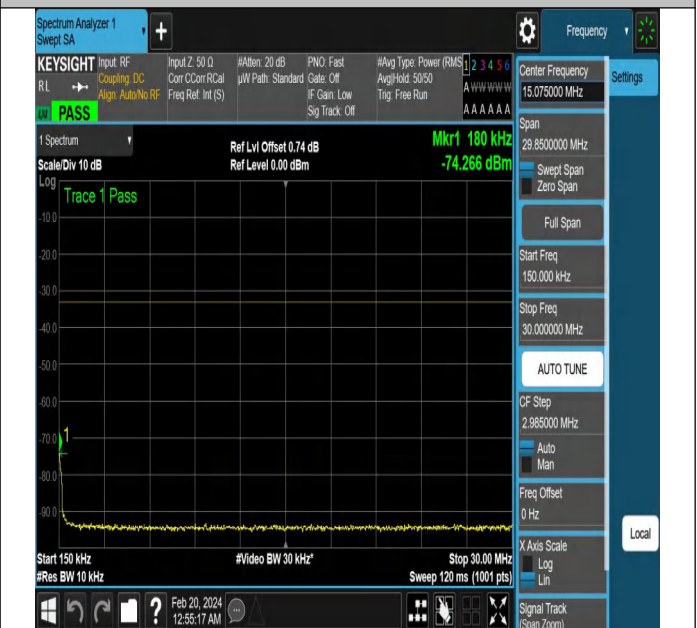 Spectrum Analyzer 1
Swept SA
+
Frequency
KEYSIGHT
RL
Input: RF
Coupling: DC
Align: Auto/No RF
Input Z: 50 Ω
Corr CCorr RCal
Freq Ref: Int (S)
#Atten: 20 dB
µW Path: Standard
PNO: Fast
Gate: Off
IF Gain: Low
Sig Track: Off
#Avg Type: Power (RMS
Avg|Hold: 50/50
Trig: Free Run
1 2 3 4 5 6
A W W W W W
A A A A A A
PASS
1 Spectrum
Scale/Div 10 dB
Ref Lvl Offset 0.74 dB
Ref Level 0.00 dBm
Mkr1 180 kHz
-74.266 dBm
Log
Trace 1 Pass
-10.0
-20.0
-30.0
-40.0
-50.0
-60.0
-70.0
-80.0
-90.0
1
Start 150 kHz
#Res BW 10 kHz
#Video BW 30 kHz*
Stop 30.00 MHz
Sweep 120 ms (1001 pts)
Center Frequency
15.075000 MHz
Settings
Span
29.8500000 MHz
Swept Span
Zero Span
Full Span
Start Freq
150.000 kHz
Stop Freq
30.000000 MHz
AUTO TUNE
CF Step
2.985000 MHz
Auto
Man
Freq Offset
0 Hz
Local
X Axis Scale
Log
Lin
Signal Track
(Span Zoom)
?
Feb 20, 2024
12:55:17 AM